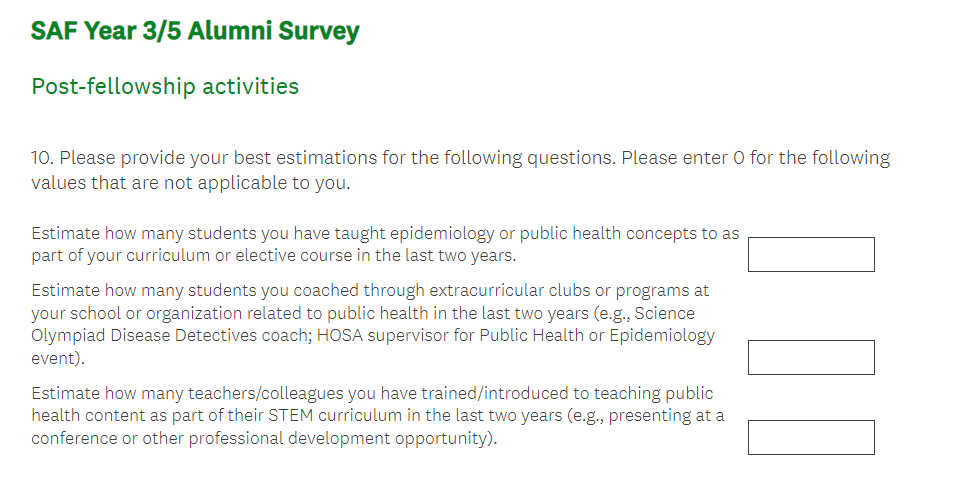 SAF Year 3/5 Alumni Survey
Post-fellowship activities
10. Please provide your best estimations for the following questions. Please enter 0 for the following
values that are not applicable to you.
Estimate how many students you have taught epidemiology or public health concepts to as
part of your curriculum or elective course in the last two years.
Estimate how many students you coached through extracurricular clubs or programs at
your school or organization related to public health in the last two years (e.g., Science
Olympiad Disease Detectives coach; HOSA supervisor for Public Health or Epidemiology
event).
Estimate how many teachers/colleagues you have trained/introduced to teaching public
health content as part of their STEM curriculum in the last two years (e.g., presenting at a
conference or other professional development opportunity).